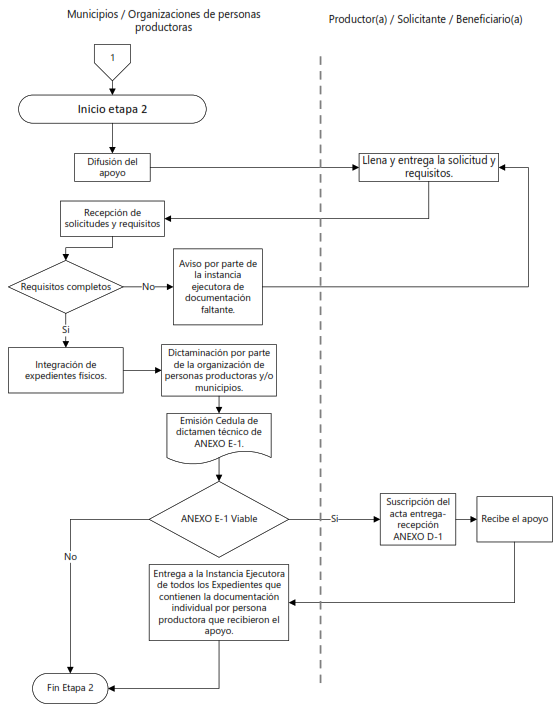 Municipios / Organizaciones de personas
productoras
Productor(a) / Solicitante / Beneficiario(a)
1
Inicio etapa 2
Difusión del
apoyo
Llena y entrega la solicitud y
requisitos.
Recepción de
solicitudes y requisitos
Requisitos completos
No
Aviso por parte de
la instancia
ejecutora de
documentación
faltante.
Si
Integración de
expedientes físicos.
Dictaminación por parte
de la organización de
personas productoras y/o
municipios.
Emisión Cedula de
dictamen técnico de
ANEXO E-1.
ANEXO E-1 Viable
Si
Suscripción del
acta entrega-
recepción
ANEXO D-1
Recibe el apoyo
No
Entrega a la Instancia Ejecutora
de todos los Expedientes que
contienen la documentación
individual por persona
productora que recibieron el
apoyo.
Fin Etapa 2